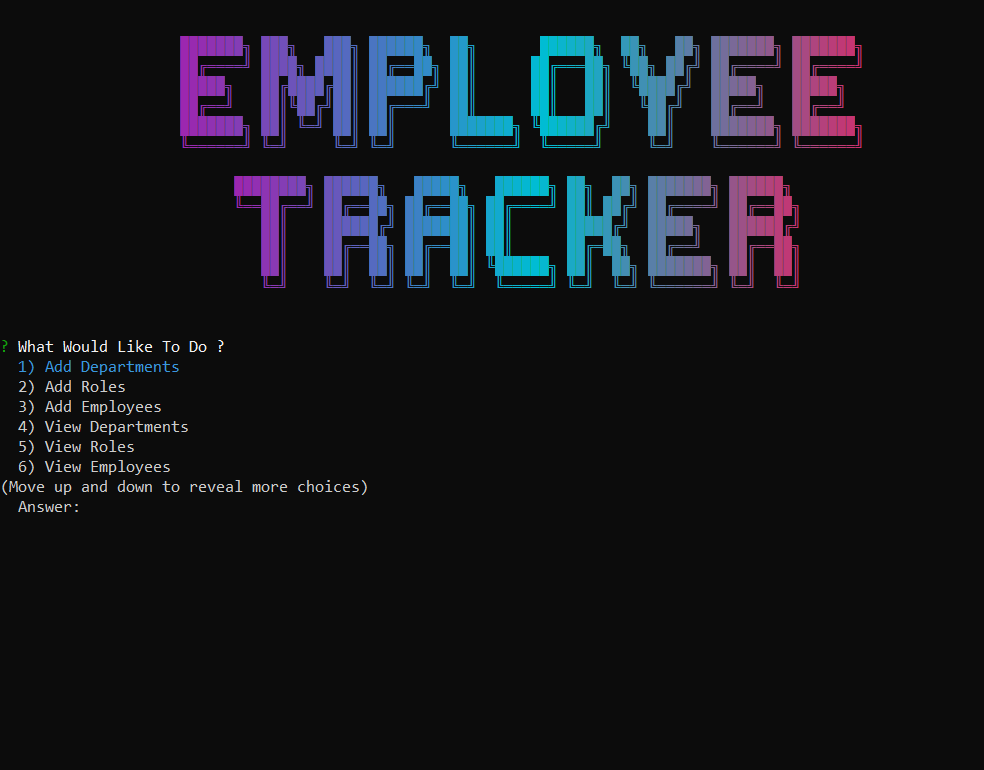 EMPLOYEE
TRACKER
? What Would Like To Do ?
1) Add Departments
2) Add Roles
3) Add Employees
4) View Departments
5) View Roles
6) View Employees
(Move up and down to reveal more choices)
Answer: